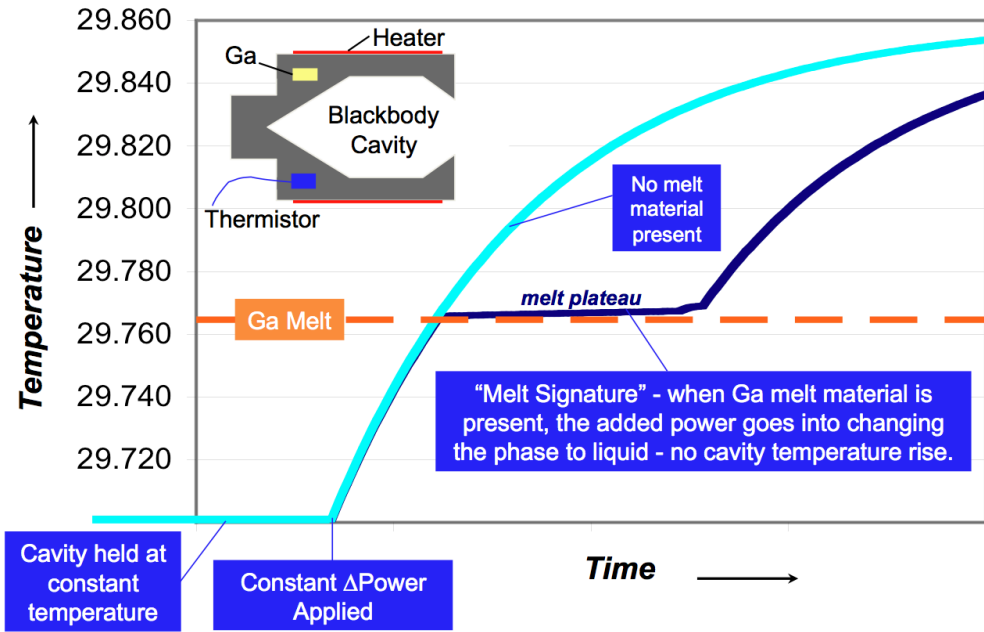 29.860
29.840
29.820
29.800
29.780
29.760
29.740
29.720
Temperature
Heater
Ga
Blackbody
Cavity
Thermistor
No melt
material
present
melt plateau
Ga Melt
“Melt Signature” - when Ga melt material is
present, the added power goes into changing
the phase to liquid - no cavity temperature rise.
Cavity held at
constant
temperature
Constant ΔPower
Applied
Time